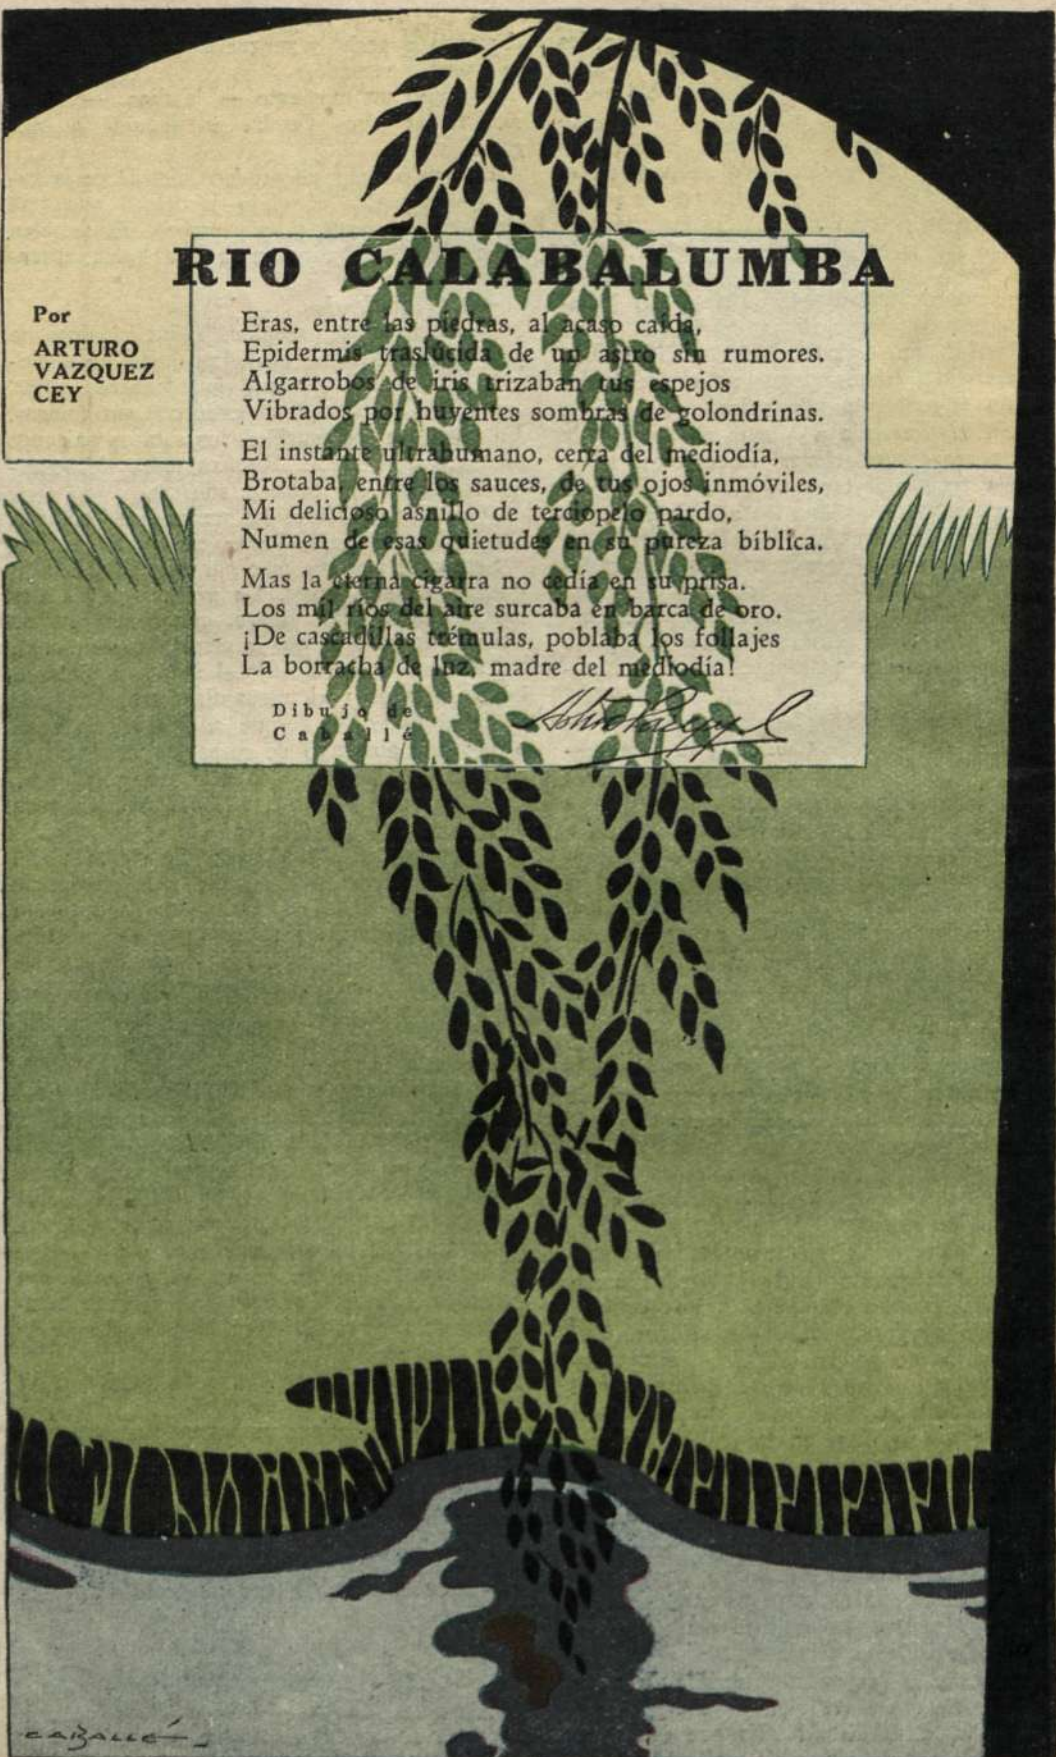 RIO CALABALUMBA
Por
ARTURO
VAZQUEZ
CEY
Eras, entre las piedras, al acaso caída,
Epidermis traslúcida de un astro sin rumores.
Algarrobos de iris trizaban tus espejos
Vibrados por huyentes sombras de golondrinas.
El instante ultrahumano, cerca del mediodía,
Brotaba, entre los sauces, de tus ojos inmóviles,
Mi delicioso asnillo de terciopelo pardo,
Numen de esas quietudes en su pureza bíblica.
Mas la eterna cigarra no cedía en su prisa.
Los mil ríos del aire surcaba en barca de oro.
¡De cascadillas trémulas, poblaba los follajes
La borracha de luz, madre del mediodía!
Dibujo de
Caballé
CABALLÉ